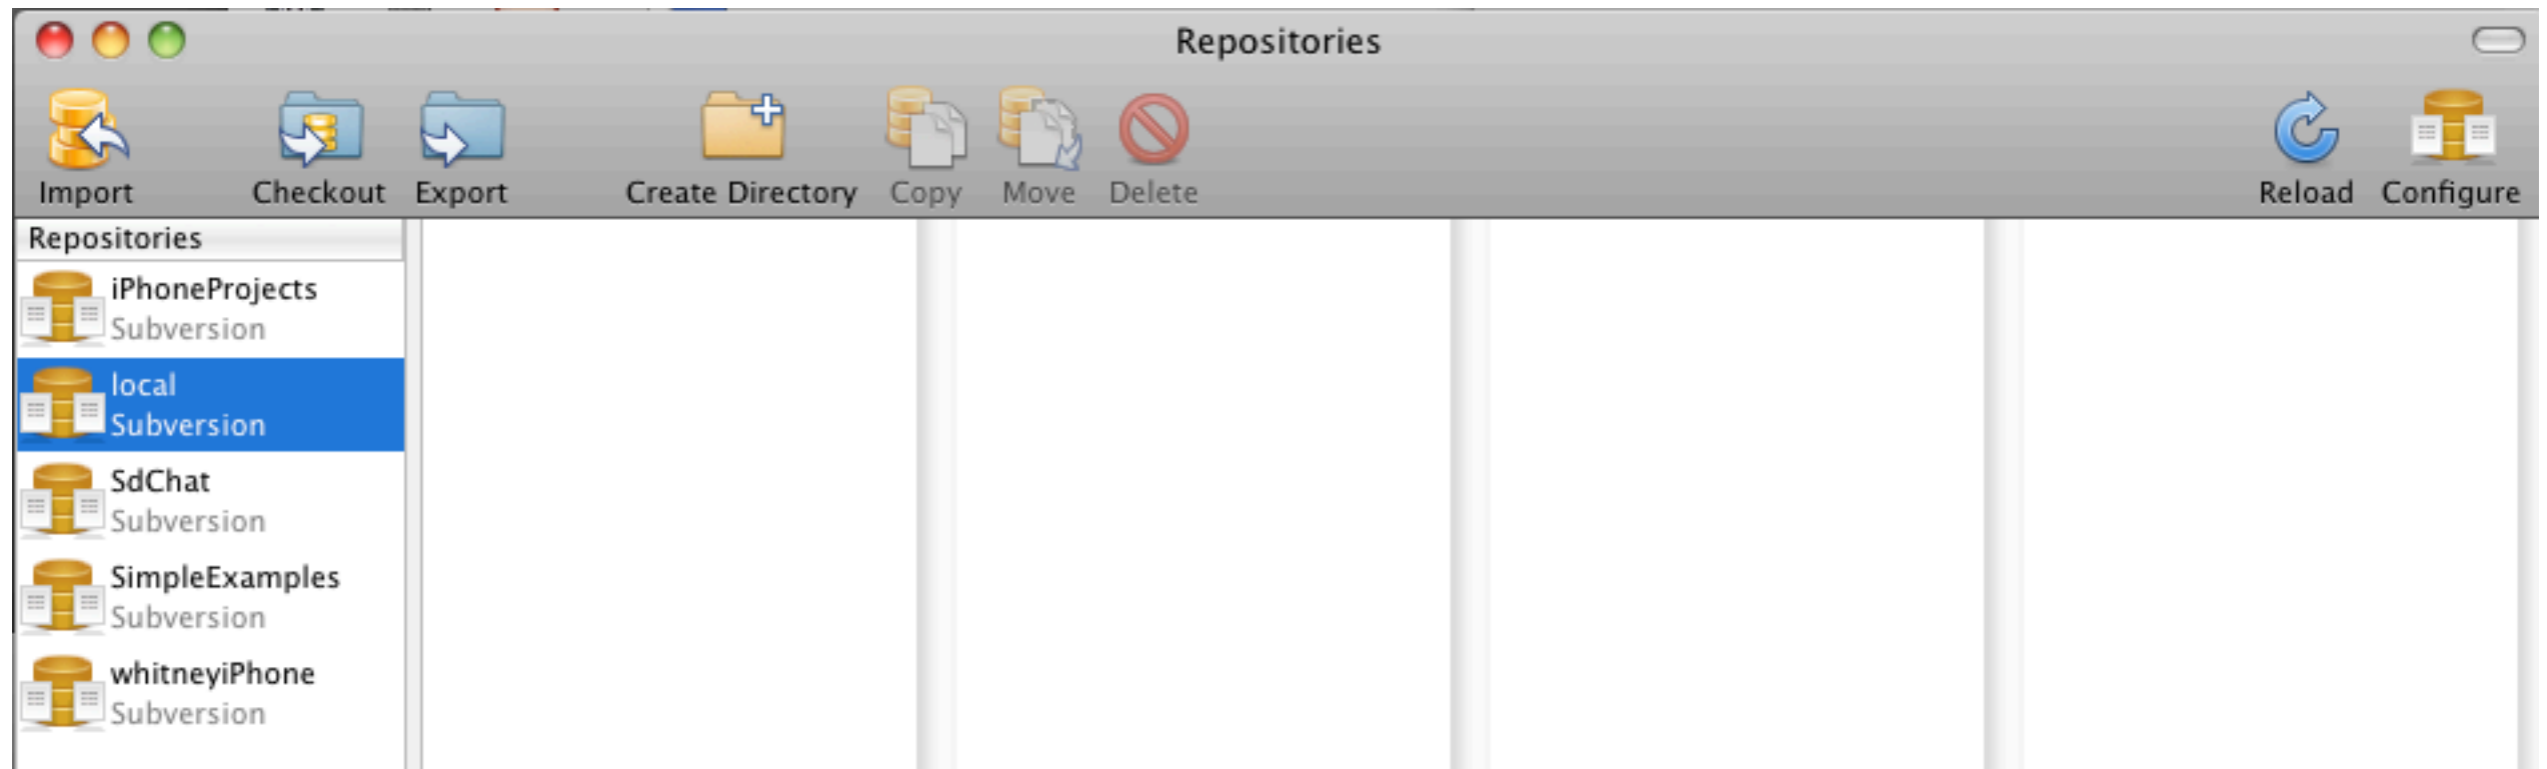 Repositories
Import Checkout Export Create Directory Copy Move Delete Reload Configure
Repositories
iPhoneProjects
Subversion
local
Subversion
SdChat
Subversion
SimpleExamples
Subversion
whitneyiPhone
Subversion